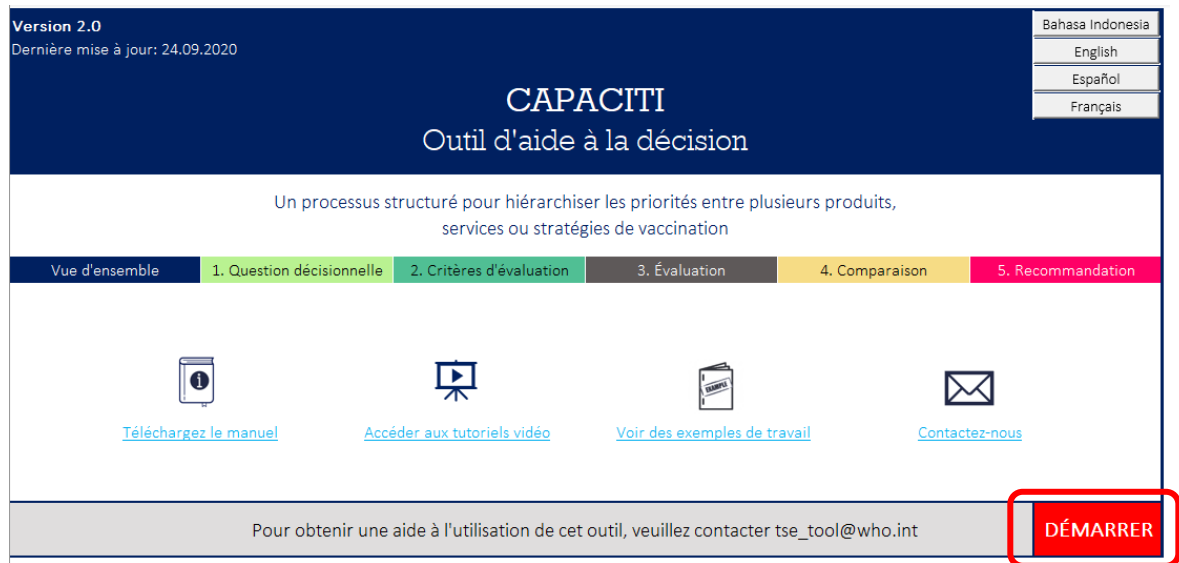 Version 2.0
Dernière mise à jour: 24.09.2020
Bahasa Indonesia
English
Español
Français
CAPACITI
Outil d'aide à la décision
Un processus structuré pour hiérarchiser les priorités entre plusieurs produits,
services ou stratégies de vaccination
Vue d'ensemble 1. Question décisionnelle 2. Critères d'évaluation 3. Évaluation 4. Comparaison 5. Recommandation
EXAMPLE
Téléchargez le manuel Accéder aux tutoriels vidéo Voir des exemples de travail Contactez-nous
Pour obtenir une aide à l'utilisation de cet outil, veuillez contacter tse_tool@who.int DÉMARRER